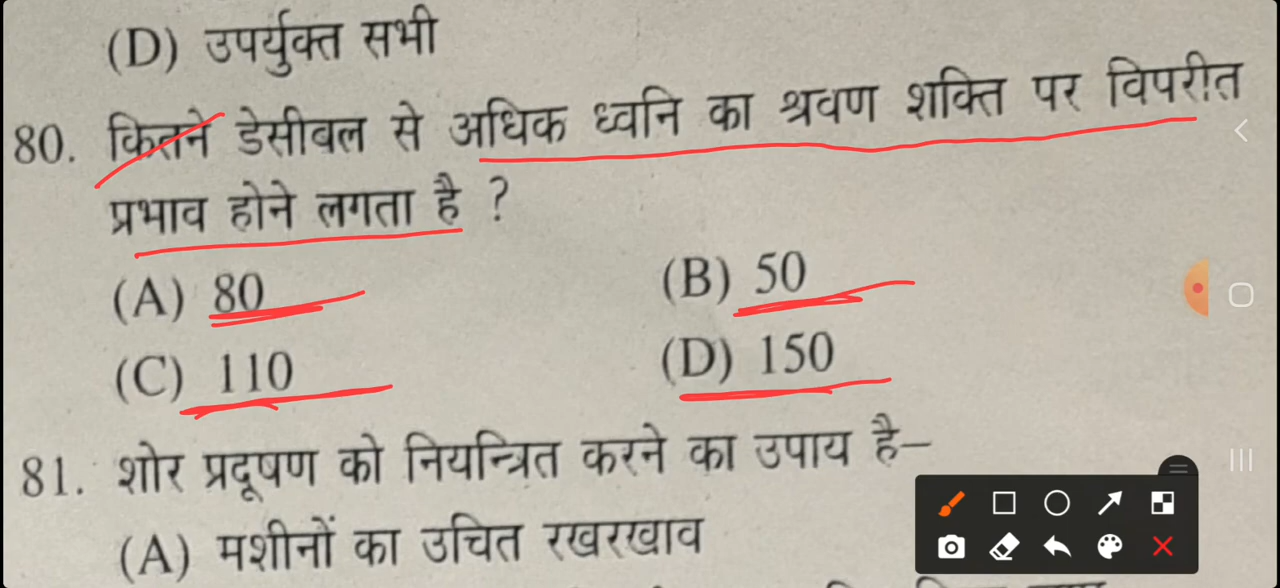 (D) उपर्युक्त सभी
80. कितने डेसीबल से अधिक ध्वनि का श्रवण शक्ति पर विपरीत
प्रभाव होने लगता है ?
(A) 80 (B) 50
(C) 110 (D) 150
81. शोर प्रदूषण को नियन्त्रित करने का उपाय है–
(A) मशीनों का उचित रखरखाव